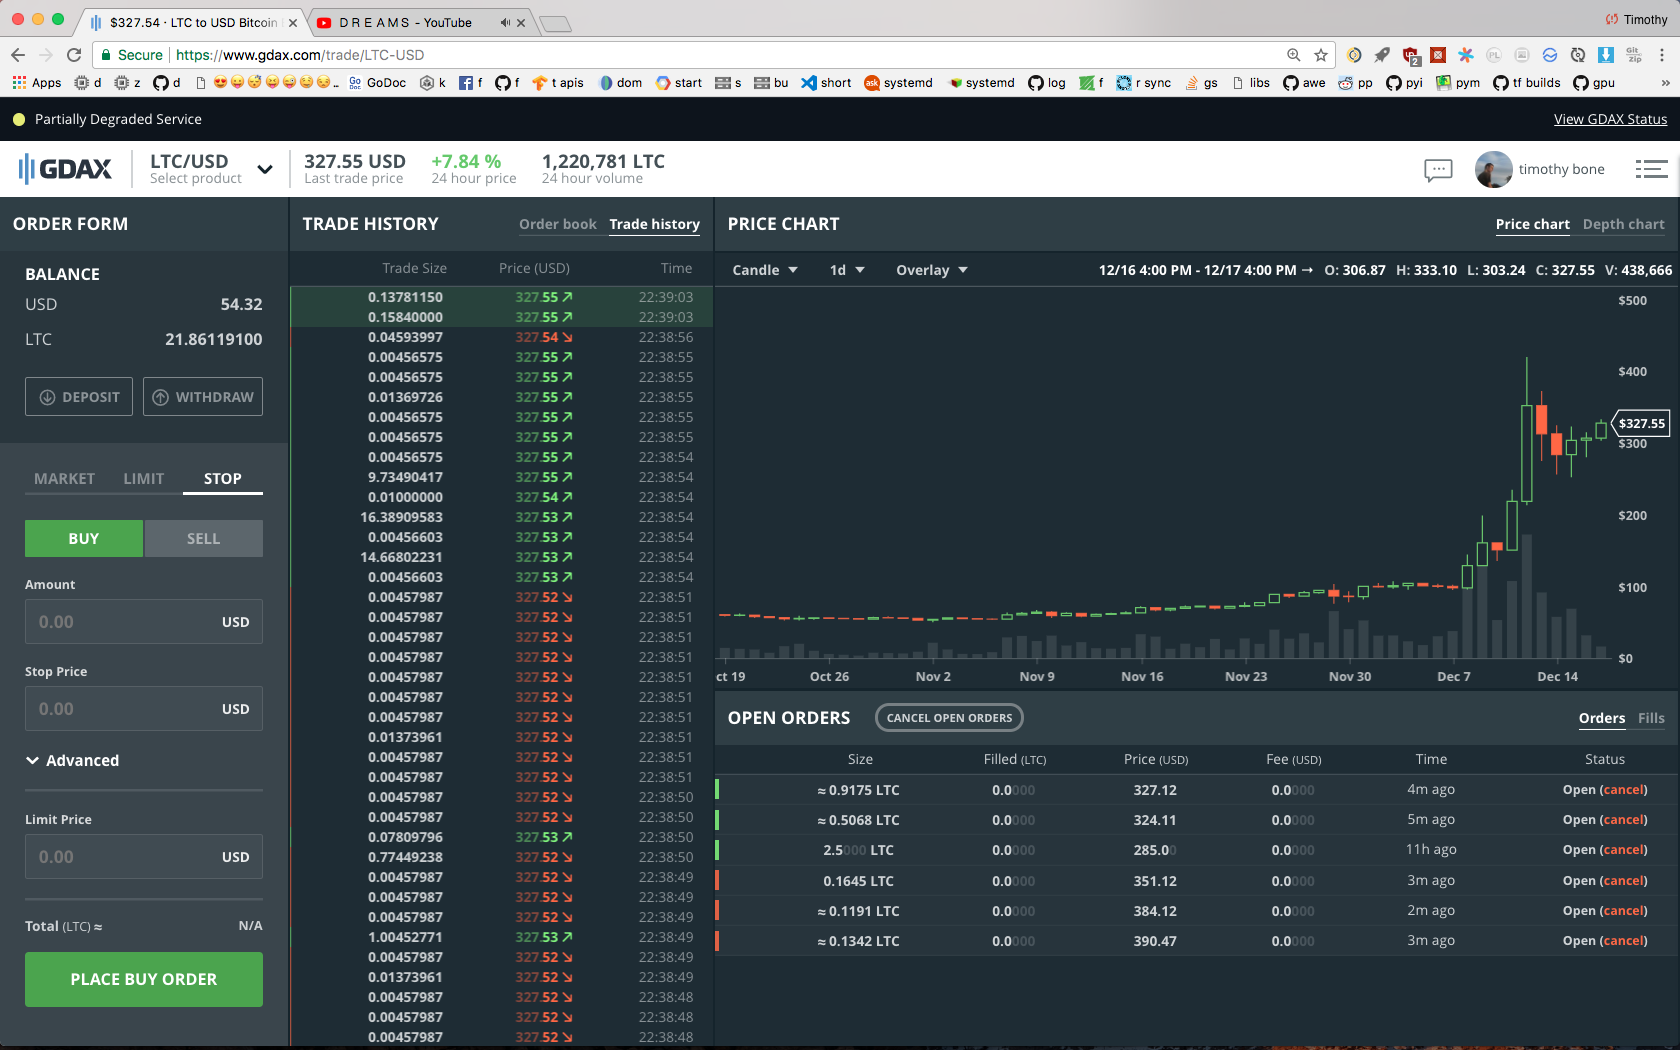 $327.54 · LTC to USD Bitcoin
D R E A M S - YouTube
Timothy
Secure https://www.gdax.com/trade/LTC-USD
Apps d z d GoDoc k f f t apis dom start s bu short systemd systemd log f r sync gs libs awe pp pyi pym tf builds gpu »
Partially Degraded Service
View GDAX Status
GDAX
LTC/USD
Select product
327.55 USD
Last trade price
+7.84 %
24 hour price
1,220,781 LTC
24 hour volume
timothy bone
ORDER FORM
BALANCE
USD 54.32
LTC 21.86119100
DEPOSIT WITHDRAW
MARKET LIMIT STOP
BUY SELL
Amount
0.00 USD
Stop Price
0.00 USD
Advanced
Limit Price
0.00 USD
Total (LTC) ≈ N/A
PLACE BUY ORDER
TRADE HISTORY Order book Trade history
Trade Size Price (USD) Time
0.13781150 327.55 ↗ 22:39:03
0.15840000 327.55 ↗ 22:39:03
0.04593997 327.54 ↘ 22:38:56
0.00456575 327.55 ↗ 22:38:55
0.00456575 327.55 ↗ 22:38:55
0.01369726 327.55 ↗ 22:38:55
0.00456575 327.55 ↗ 22:38:55
0.00456575 327.55 ↗ 22:38:55
0.00456575 327.55 ↗ 22:38:54
9.73490417 327.55 ↗ 22:38:54
0.01000000 327.54 ↗ 22:38:54
16.38909583 327.53 ↗ 22:38:54
0.00456603 327.53 ↗ 22:38:54
14.66802231 327.53 ↗ 22:38:54
0.00456603 327.53 ↗ 22:38:54
0.00457987 327.52 ↘ 22:38:51
0.00457987 327.52 ↘ 22:38:51
0.00457987 327.52 ↘ 22:38:51
0.00457987 327.52 ↘ 22:38:51
0.00457987 327.52 ↘ 22:38:51
0.00457987 327.52 ↘ 22:38:51
0.00457987 327.52 ↘ 22:38:51
0.01373961 327.52 ↘ 22:38:51
0.00457987 327.52 ↘ 22:38:51
0.00457987 327.52 ↘ 22:38:51
0.00457987 327.52 ↘ 22:38:50
0.00457987 327.52 ↘ 22:38:50
0.07809796 327.53 ↗ 22:38:50
0.77449238 327.52 ↘ 22:38:50
0.00457987 327.52 ↘ 22:38:49
0.00457987 327.52 ↘ 22:38:49
0.00457987 327.52 ↘ 22:38:49
1.00452771 327.53 ↗ 22:38:49
0.00457987 327.52 ↘ 22:38:49
0.01373961 327.52 ↘ 22:38:49
0.00457987 327.52 ↘ 22:38:48
0.00457987 327.52 ↘ 22:38:48
0.00457987 327.52 ↘ 22:38:48
PRICE CHART Price chart Depth chart
Candle 1d Overlay 12/16 4:00 PM - 12/17 4:00 PM → O: 306.87 H: 333.10 L: 303.24 C: 327.55 V: 438,666
$500
$400
$327.55
$300
$200
$100
$0
ct 19 Oct 26 Nov 2 Nov 9 Nov 16 Nov 23 Nov 30 Dec 7 Dec 14
OPEN ORDERS CANCEL OPEN ORDERS Orders Fills
Size Filled (LTC) Price (USD) Fee (USD) Time Status
≈ 0.9175 LTC 0.0000 327.12 0.0000 4m ago Open (cancel)
≈ 0.5068 LTC 0.0000 324.11 0.0000 5m ago Open (cancel)
2.5000 LTC 0.0000 285.00 0.0000 11h ago Open (cancel)
0.1645 LTC 0.0000 351.12 0.0000 3m ago Open (cancel)
≈ 0.1191 LTC 0.0000 384.12 0.0000 2m ago Open (cancel)
≈ 0.1342 LTC 0.0000 390.47 0.0000 3m ago Open (cancel)